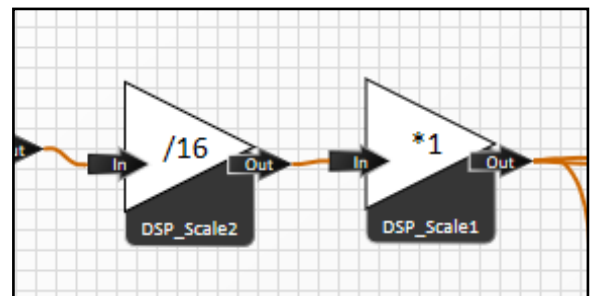 ut
In
/16
Out
DSP_Scale2
In
*1
Out
DSP_Scale1